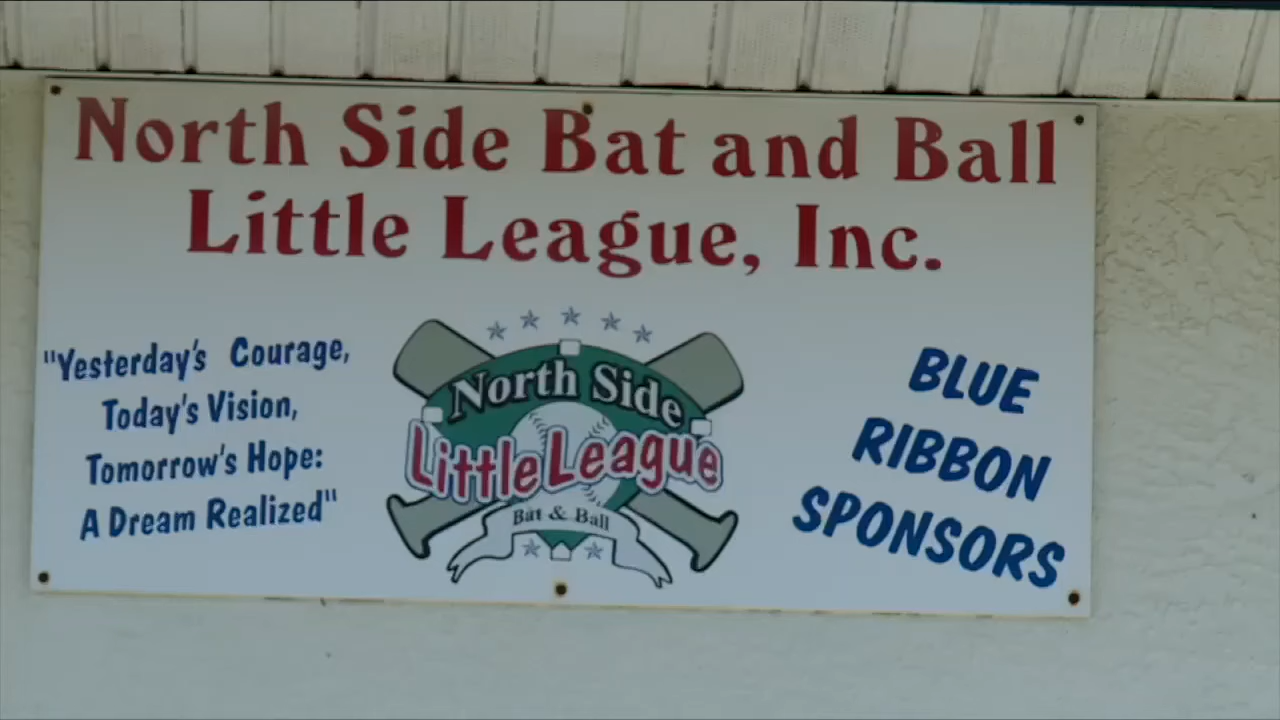 North Side Bat and Ball
Little League, Inc.
"Yesterday's Courage,
Today's Vision,
Tomorrow's Hope:
A Dream Realized"
North Side
Little League
Bat & Ball
BLUE
RIBBON
SPONSORS